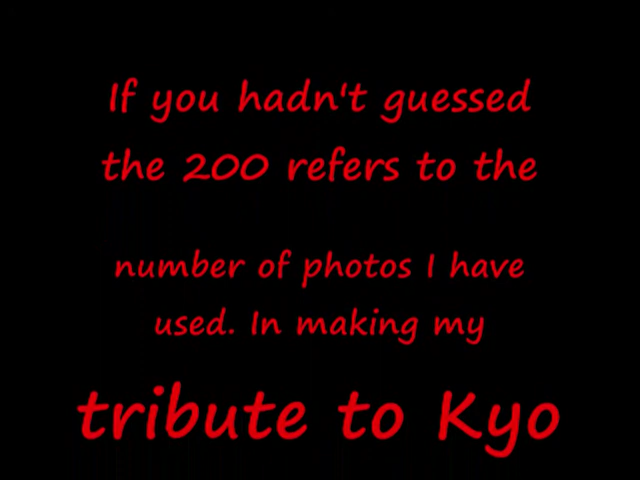 If you hadn't guessed
the 200 refers to the
number of photos I have
used. In making my
tribute to Kyo